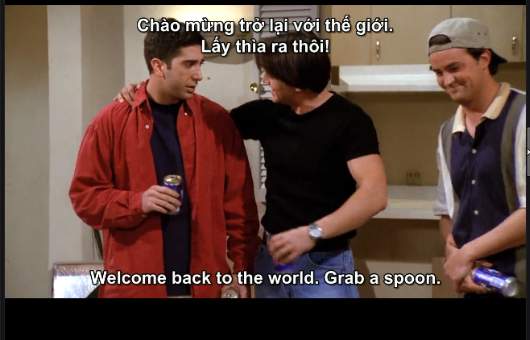 Chào mừng trở lại với thế giới.
Lấy thìa ra thôi!
Welcome back to the world. Grab a spoon.